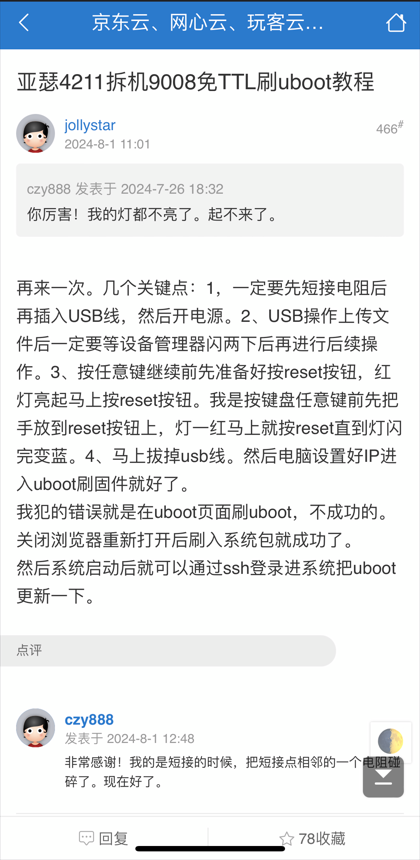 京东云、网心云、玩客云…
亚瑟4211拆机9008免TTL刷uboot教程
jollystar
466#
2024-8-1 11:01
czy888 发表于 2024-7-26 18:32
你厉害！我的灯都不亮了。起不来了。
再来一次。几个关键点：1，一定要先短接电阻后
再插入USB线，然后开电源。2、USB操作上传文
件后一定要等设备管理器闪两下后再进行后续操
作。3、按任意键继续前先准备好按reset按钮，红
灯亮起马上按reset按钮。我是按键盘任意键前先把
手放到reset按钮上，灯一红马上就按reset直到灯闪
完变蓝。4、马上拔掉usb线。然后电脑设置好IP进
入uboot刷固件就好了。
我犯的错误就是在uboot页面刷uboot，不成功的。
关闭浏览器重新打开后刷入系统包就成功了。
然后系统启动后就可以通过ssh登录进系统把uboot
更新一下。
点评
czy888
发表于 2024-8-1 12:48
非常感谢！我的是短接的时候，把短接点相邻的一个电阻碰
碎了。现在好了。
回复
78收藏